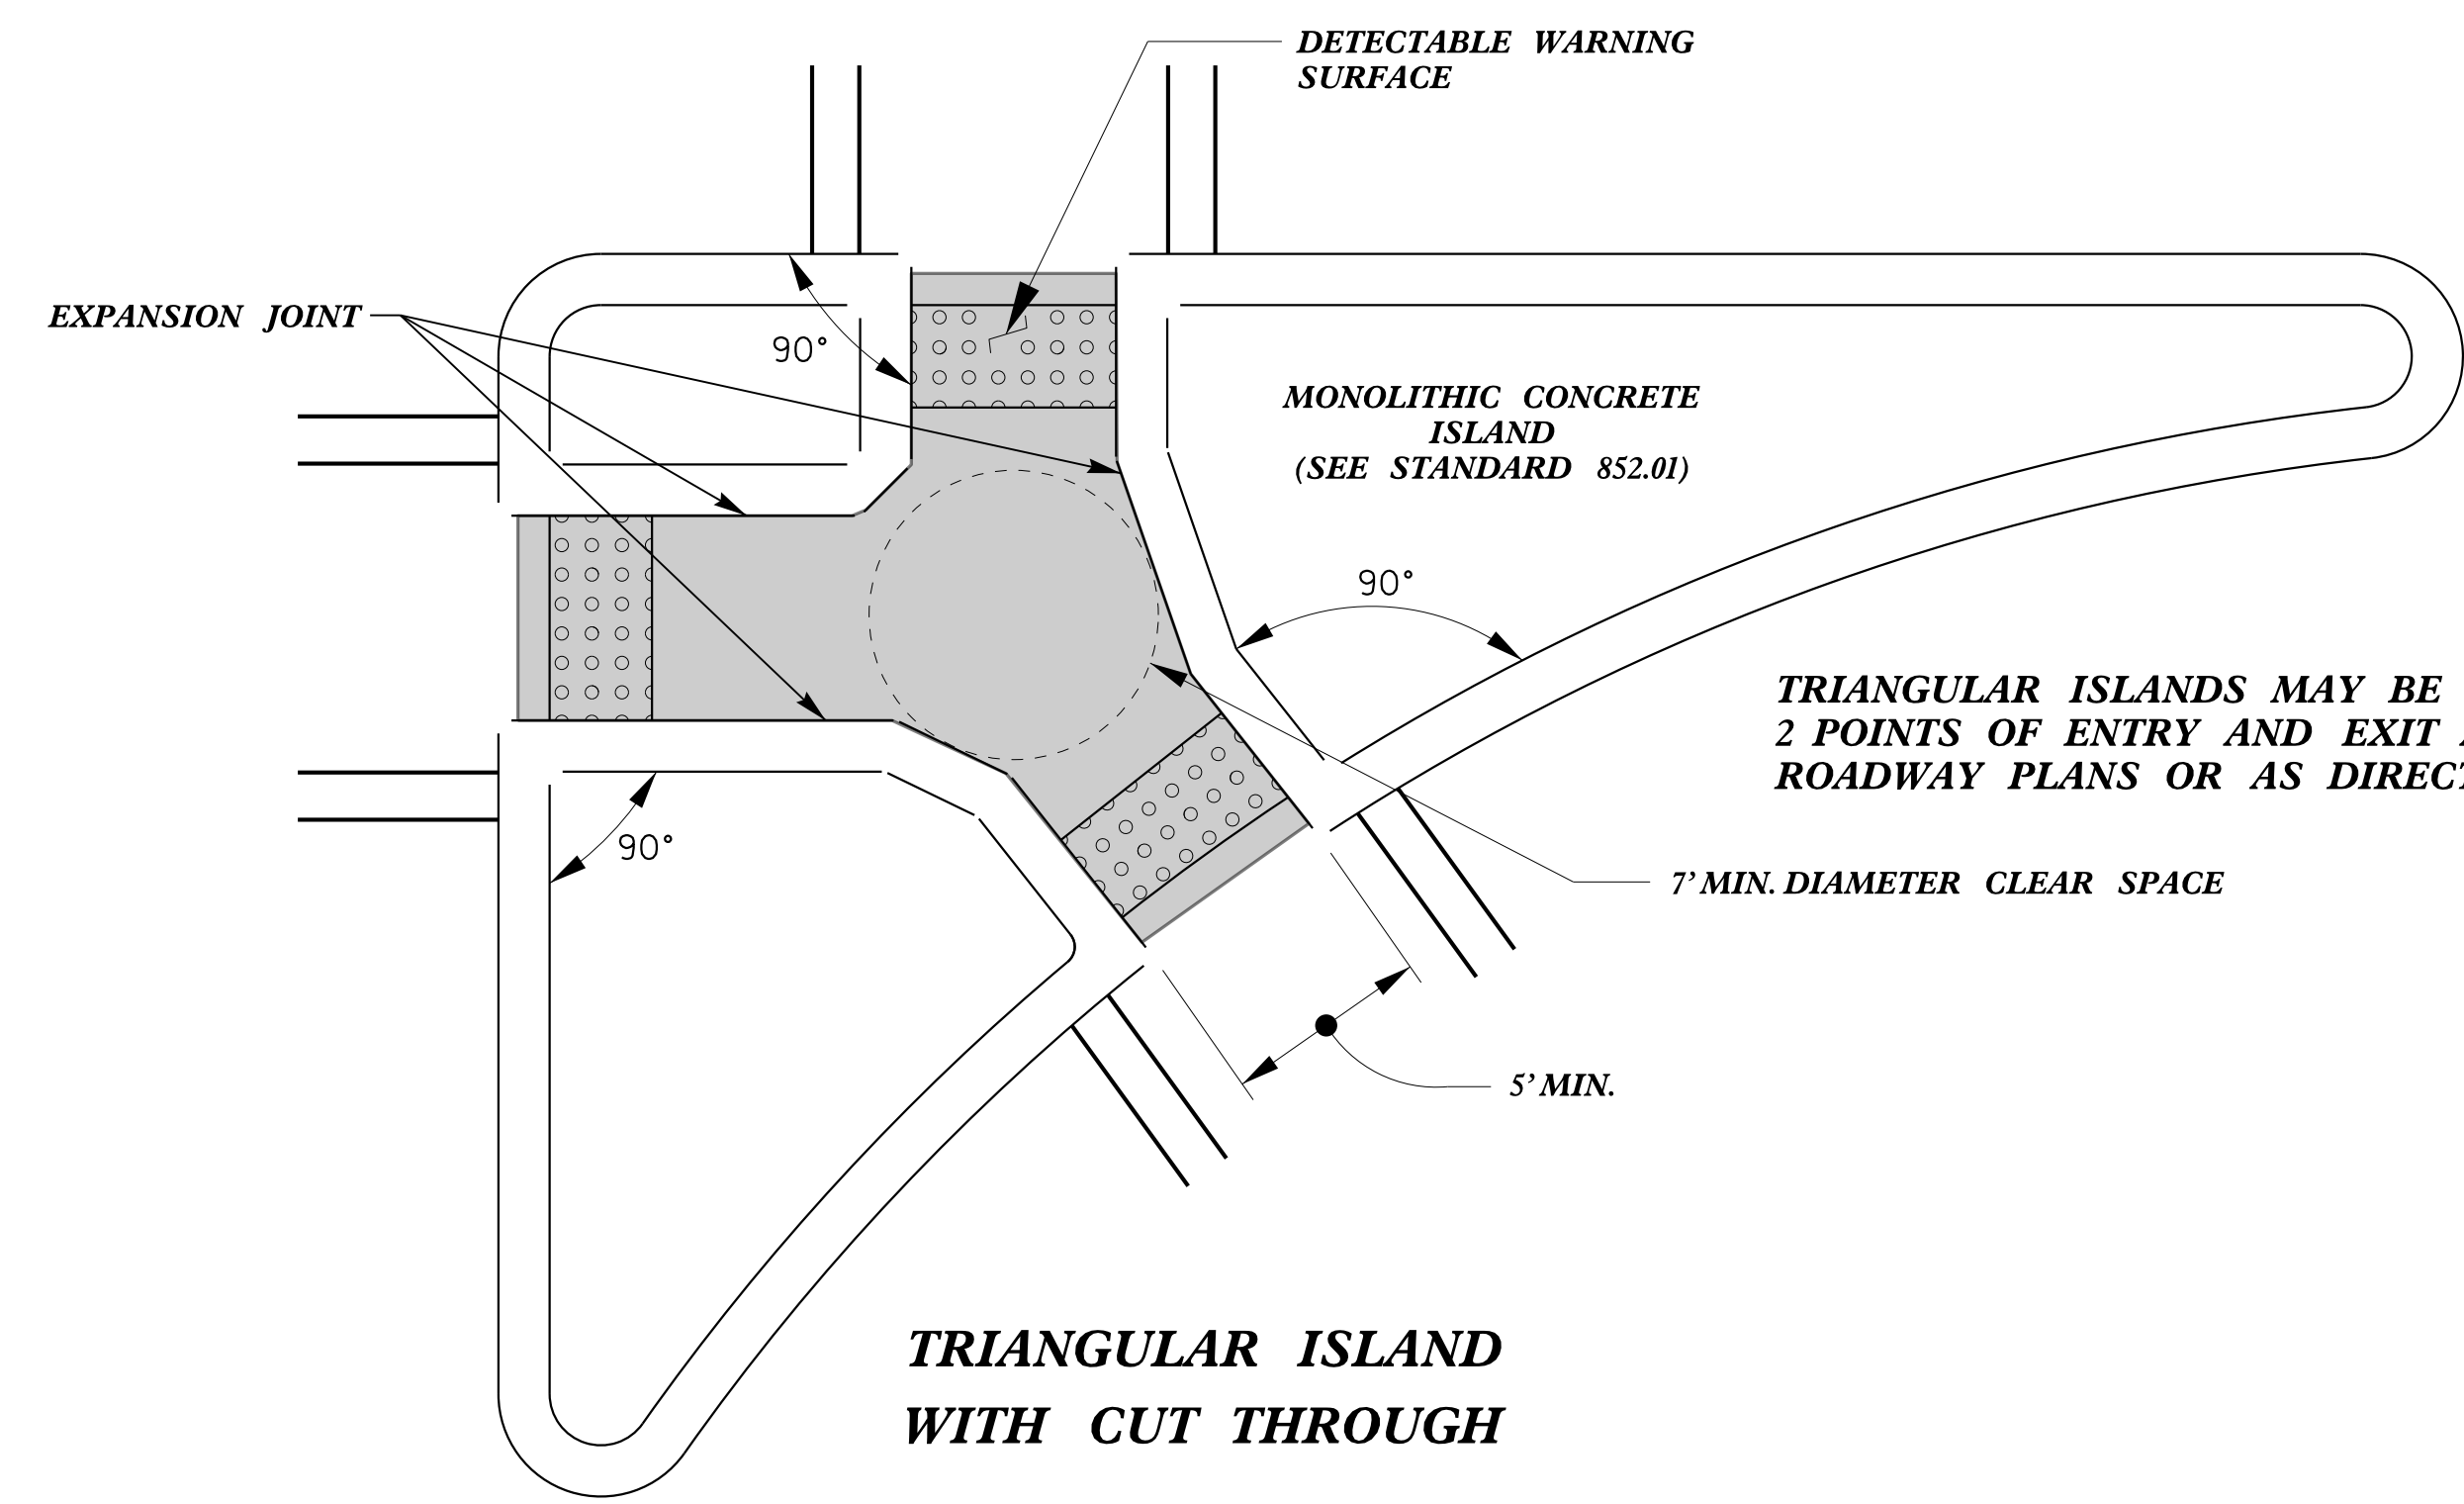 DETECTABLE WARNING
SURFACE
EXPANSION JOINT
90°
MONOLITHIC CONCRETE
ISLAND
(SEE STANDARD 852.01)
90°
TRIANGULAR ISLANDS MAY BE
2 POINTS OF ENTRY AND EXIT
ROADWAY PLANS OR AS
90°
7' MIN. DIAMETER CLEAR SPACE
5' MIN.
TRIANGULAR ISLAND
WITH CUT THROUGH